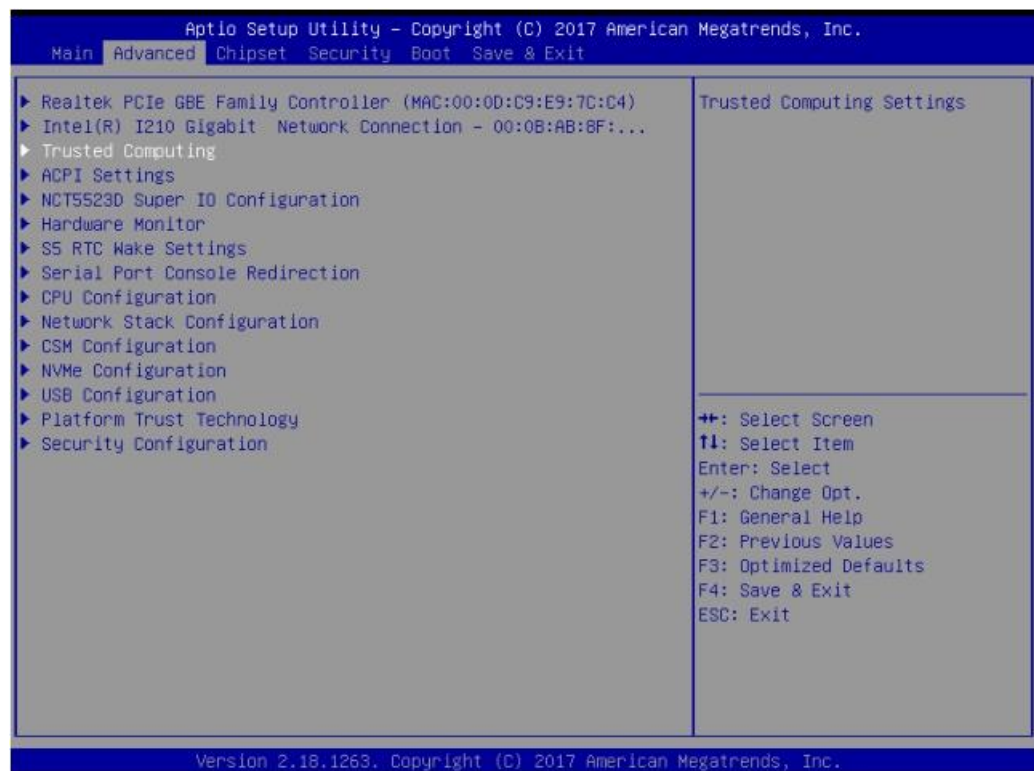 Aptio Setup Utility – Copyright (C) 2017 American Megatrends, Inc.
Main Advanced Chipset Security Boot Save & Exit
▶ Realtek PCIe GBE Family Controller (MAC:00:0D:C9:E9:7C:C4)
▶ Intel(R) I210 Gigabit Network Connection – 00:0B:AB:8F:...
▶ Trusted Computing
▶ ACPI Settings
▶ NCT5523D Super IO Configuration
▶ Hardware Monitor
▶ S5 RTC Wake Settings
▶ Serial Port Console Redirection
▶ CPU Configuration
▶ Network Stack Configuration
▶ CSM Configuration
▶ NVMe Configuration
▶ USB Configuration
▶ Platform Trust Technology
▶ Security Configuration
Trusted Computing Settings
→←: Select Screen
↑↓: Select Item
Enter: Select
+/-: Change Opt.
F1: General Help
F2: Previous Values
F3: Optimized Defaults
F4: Save & Exit
ESC: Exit
Version 2.18.1263. Copyright (C) 2017 American Megatrends, Inc.